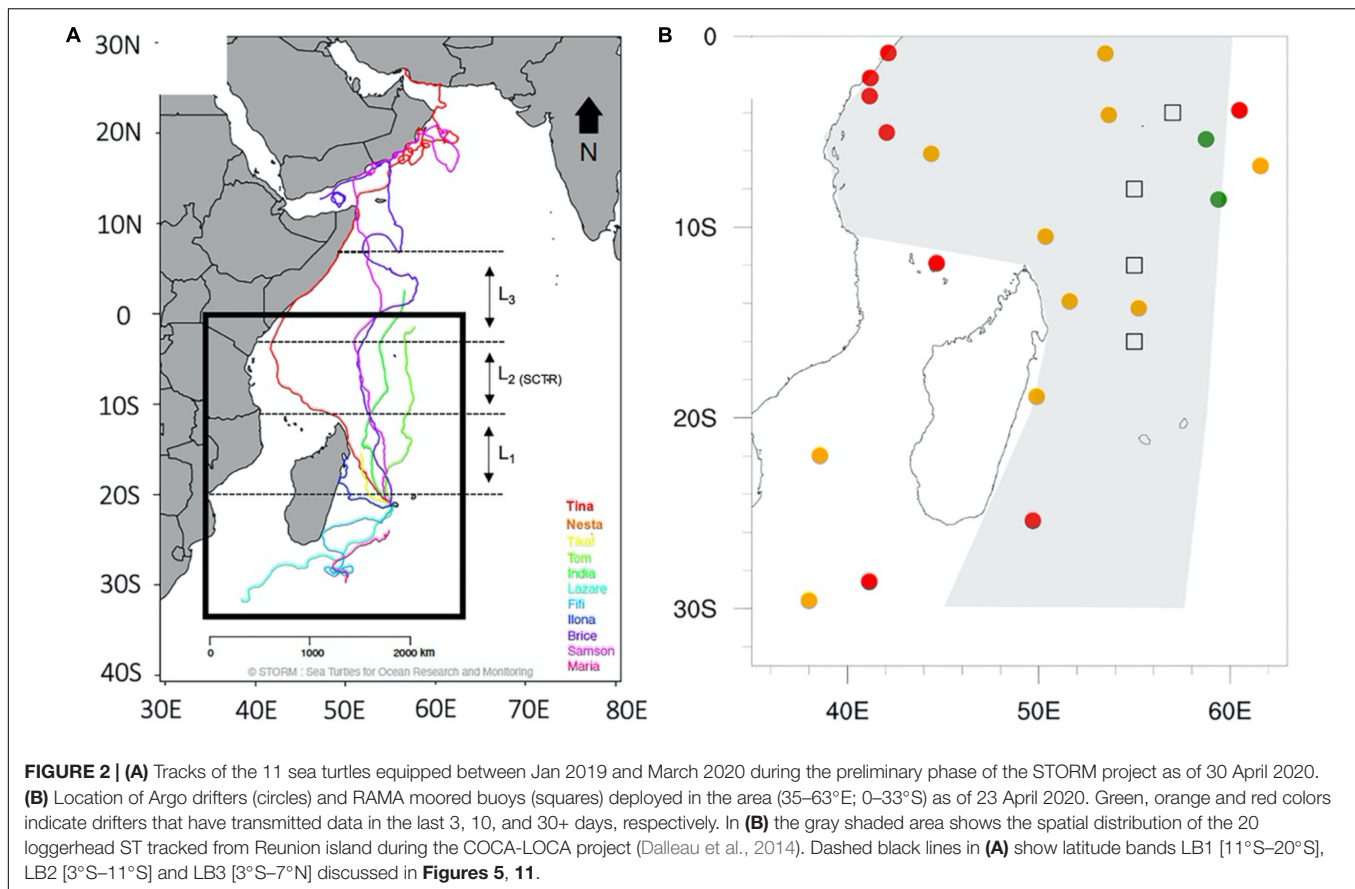 A
30N
20N
10N
0
10S
20S
30S
40S
30E 40E 50E 60E 70E 80E
N
L3
L2 (SCTR)
L1
Tina
Nesta
Tikaf
Tom
India
Lazare
Fifi
Ilona
Brice
Samson
Maria
0 1000 2000 km
© STORM : Sea Turtles for Ocean Research and Monitoring
B
0
10S
20S
30S
40E 50E 60E
FIGURE 2 | (A) Tracks of the 11 sea turtles equipped between Jan 2019 and March 2020 during the preliminary phase of the STORM project as of 30 April 2020.
(B) Location of Argo drifters (circles) and RAMA moored buoys (squares) deployed in the area (35–63°E; 0–33°S) as of 23 April 2020. Green, orange and red colors
indicate drifters that have transmitted data in the last 3, 10, and 30+ days, respectively. In (B) the gray shaded area shows the spatial distribution of the 20
loggerhead ST tracked from Reunion island during the COCA-LOCA project (Dalleau et al., 2014). Dashed black lines in (A) show latitude bands LB1 [11°S–20°S],
LB2 [3°S–11°S] and LB3 [3°S–7°N] discussed in Figures 5, 11.